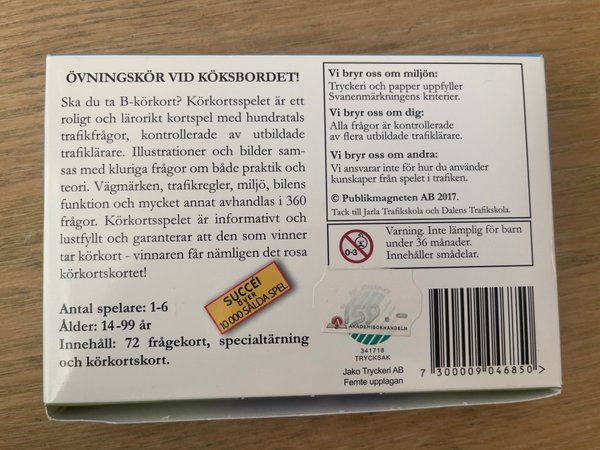 ÖVNINGSKÖR VID KÖKSBORDET!
Ska du ta B-körkort? Körkortsspelet är ett
roligt och lärorikt kortspel med hundratals
trafikfrågor, kontrollerade av utbildade
trafiklärare. Illustrationer och bilder sam-
sas med kluriga frågor om både praktik och
teori. Vägmärken, trafikregler, miljö, bilens
funktion och mycket annat avhandlas i 360
frågor. Körkortsspelet är informativt och
lustfyllt och garanterar att den som vinner
tar körkort - vinnaren får nämligen det rosa
körkortskortet!
Antal spelare: 1-6
Ålder: 14-99 år
Innehåll: 72 frågekort, specialtärning
och körkortskort.
SUCCÉ!
ÖVER
10 000 SÅLDA SPEL
Vi bryr oss om miljön:
Tryckeri och papper uppfyller
Svanenmärkningens kriterier.
Vi bryr oss om dig:
Alla frågor är kontrollerade
av flera utbildade trafiklärare.
Vi bryr oss om andra:
Vi ansvarar inte för hur du använder
kunskaper från spelet i trafiken.
© Publikmagneten AB 2017.
Tack till Jarla Trafikskola och Dalens Trafikskola.
0-3
Varning. Inte lämplig för barn
under 36 månader.
Innehåller smådelar.
159:-
AKADEMIBOKHANDELN
341718
TRYCKSAK
Jako Tryckeri AB
Femte upplagan
7 300009 046850 >